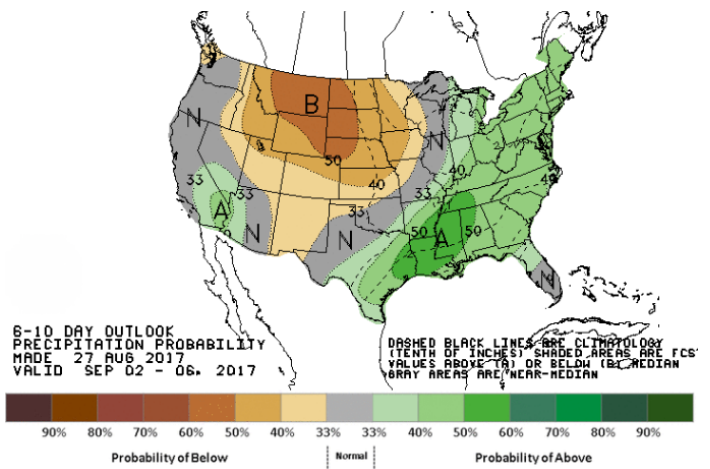 B
N
N
50
40
33
33
40
33
40
33
A
N
N
50
A
50
N
6-10 DAY OUTLOOK
PRECIPITATION PROBABILITY
MADE 27 AUG 2017
VALID SEP 02 - 06, 2017
DASHED BLACK LINES ARE CLIMATOLOGY
(TENTH OF INCHES) SHADED AREAS ARE FCST
VALUES ABOVE (A) OR BELOW (B) MEDIAN
GRAY AREAS ARE NEAR-MEDIAN
90% 80% 70% 60% 50% 40% 33% 33% 40% 50% 60% 70% 80% 90%
Probability of Below Normal Probability of Above